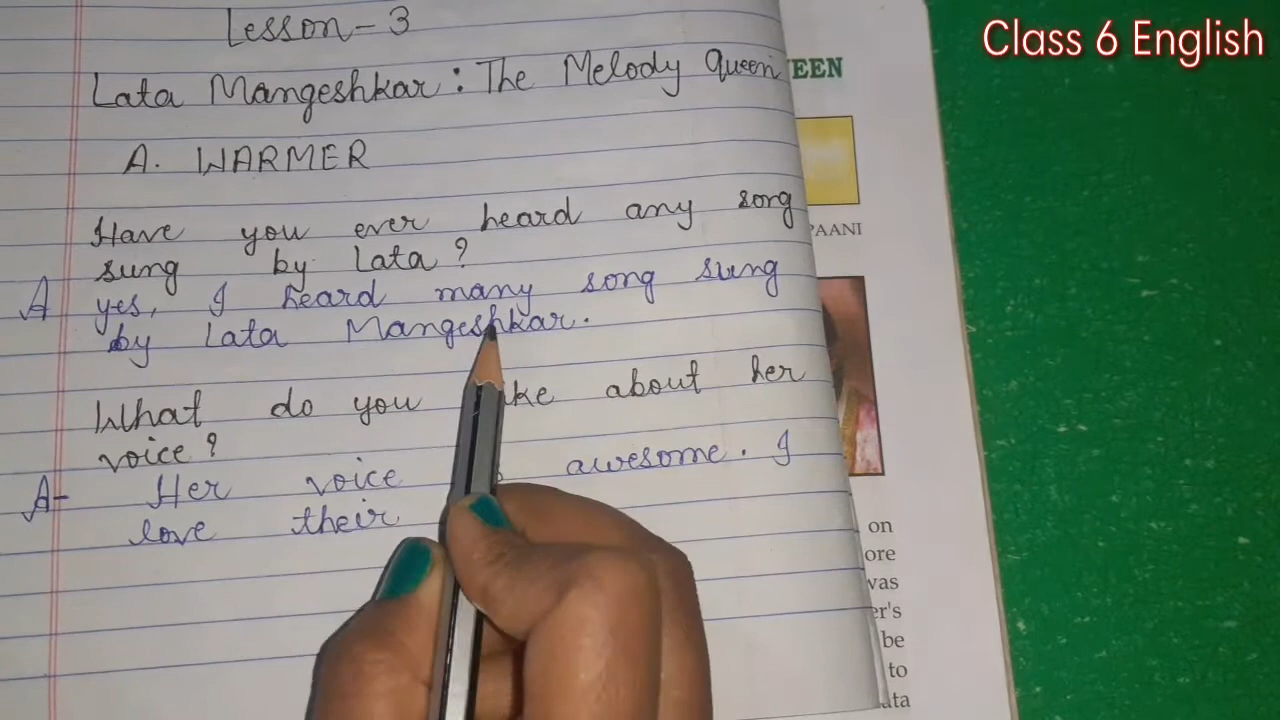 Class 6 English
Lesson-3
Lata Mangeshkar : The Melody Queen
A. WARMER
Have you ever heard any song
sung by Lata?
A yes, I heard many song sung
by Lata Mangeshkar.
What do you about her
voice?
A- Her voice awesome. I
love their
EEN
PAANI
on
ore
was
er's
be
to
ata